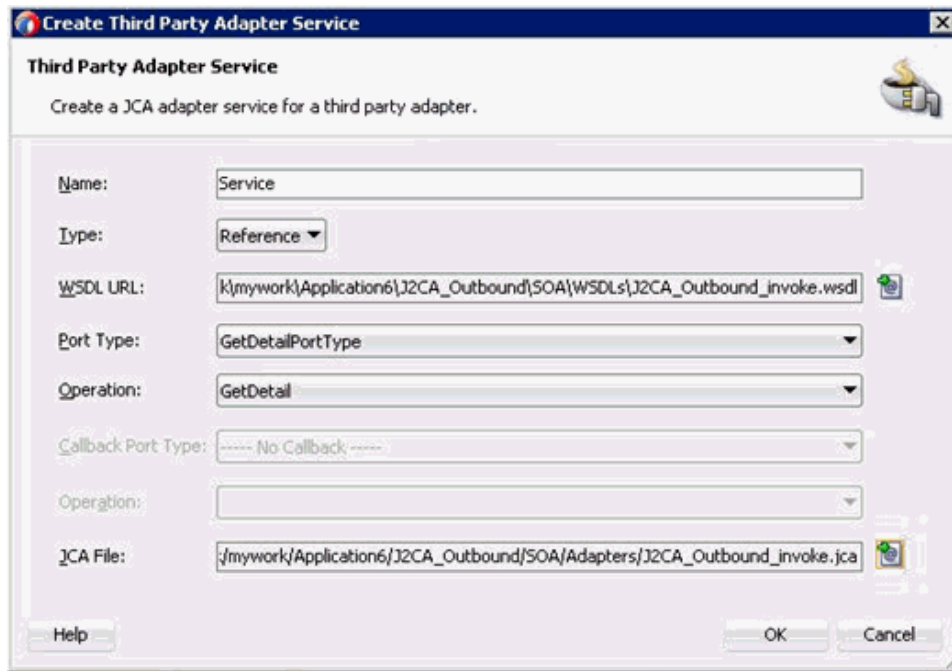 Create Third Party Adapter Service
Third Party Adapter Service
Create a JCA adapter service for a third party adapter.
Name: Service
Type: Reference
WSDL URL: k\mywork\Application6\J2CA_Outbound\SOA\WSDLs\J2CA_Outbound_invoke.wsdl
Port Type: GetDetailPortType
Operation: GetDetail
Callback Port Type: ----- No Callback -----
Operation:
JCA File: :/mywork/Application6/J2CA_Outbound/SOA/Adapters/J2CA_Outbound_invoke.jca
Help OK Cancel